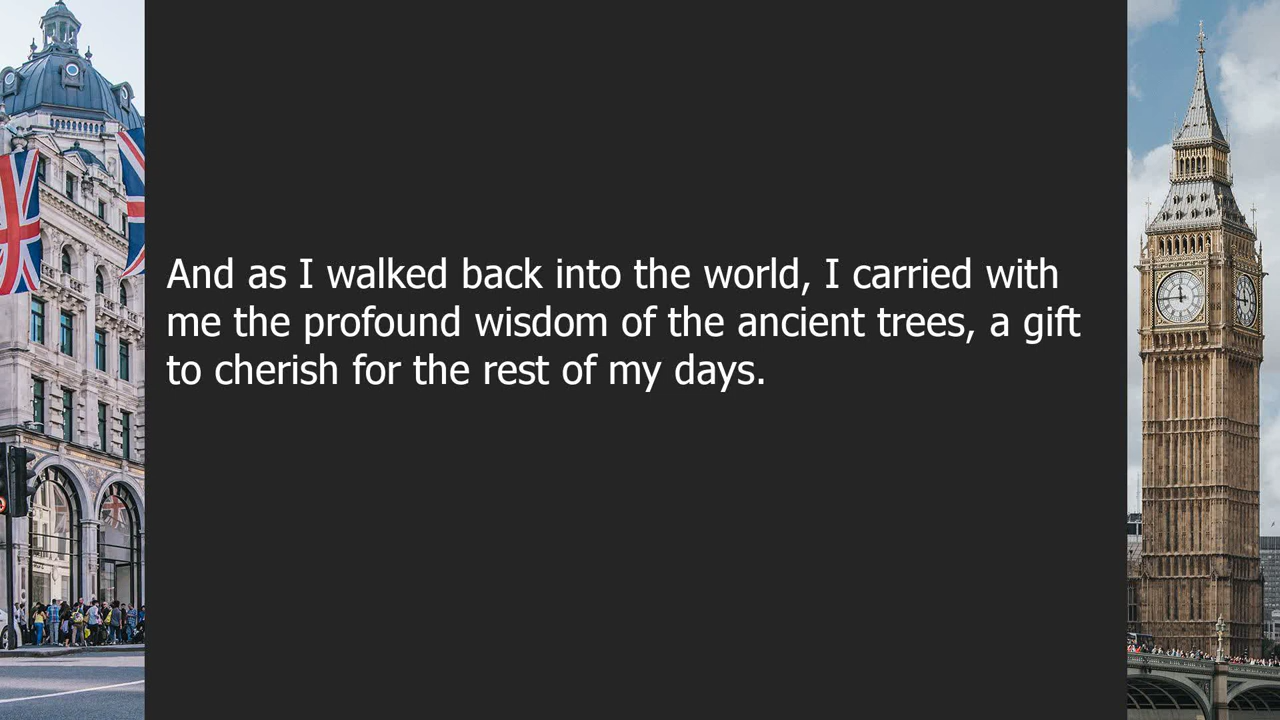 And as I walked back into the world, I carried with
me the profound wisdom of the ancient trees, a gift
to cherish for the rest of my days.